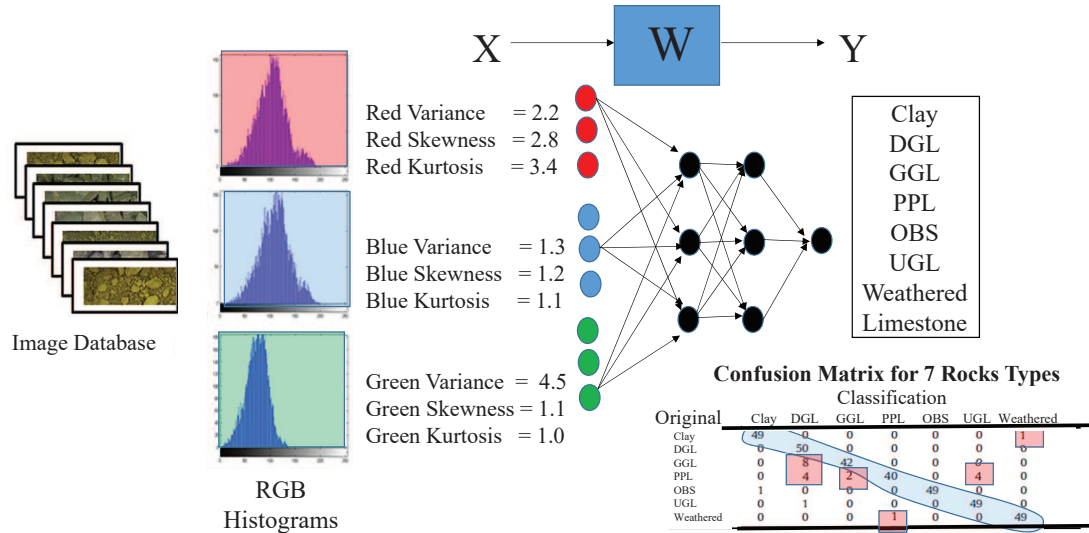 X W Y
Red Variance = 2.2
Red Skewness = 2.8
Red Kurtosis = 3.4
Blue Variance = 1.3
Blue Skewness = 1.2
Blue Kurtosis = 1.1
Green Variance = 4.5
Green Skewness = 1.1
Green Kurtosis = 1.0
Image Database
RGB
Histograms
Clay
DGL
GGL
PPL
OBS
UGL
Weathered
Limestone
Confusion Matrix for 7 Rocks Types
Classification
Original Clay DGL GGL PPL OBS UGL Weathered
Clay 49 0 0 0 0 0 1
DGL 0 50 0 0 0 0 0
GGL 0 8 42 0 0 0 0
PPL 0 4 2 40 0 4 0
OBS 1 0 0 0 49 0 0
UGL 0 1 0 0 0 49 0
Weathered 0 0 0 1 0 0 49